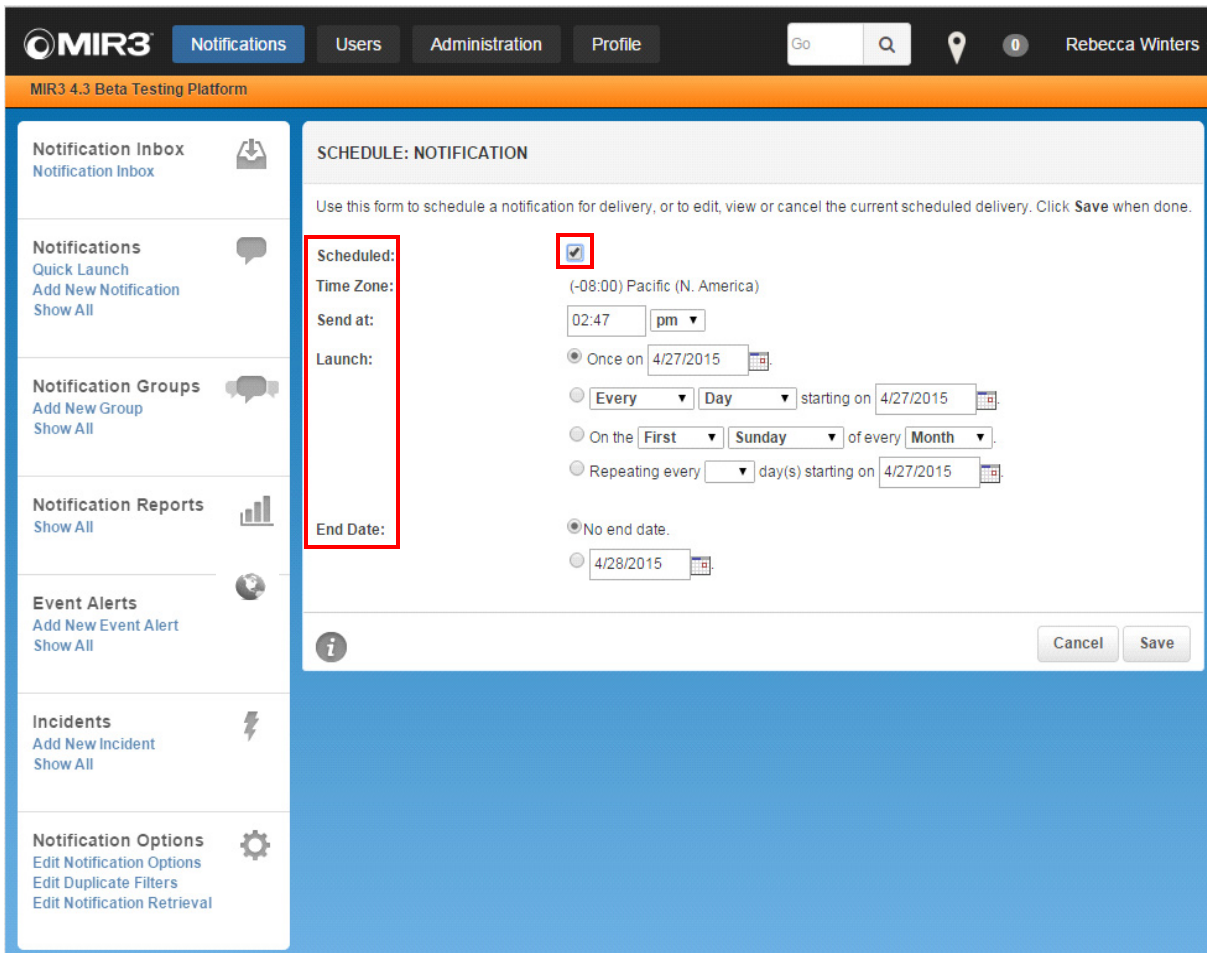 MIR3 Notifications Users Administration Profile Go 0 Rebecca Winters
MIR3 4.3 Beta Testing Platform
Notification Inbox
Notification Inbox
Notifications
Quick Launch
Add New Notification
Show All
Notification Groups
Add New Group
Show All
Notification Reports
Show All
Event Alerts
Add New Event Alert
Show All
Incidents
Add New Incident
Show All
Notification Options
Edit Notification Options
Edit Duplicate Filters
Edit Notification Retrieval
SCHEDULE: NOTIFICATION
Use this form to schedule a notification for delivery, or to edit, view or cancel the current scheduled delivery. Click Save when done.
Scheduled:
Time Zone: (-08:00) Pacific (N. America)
Send at: 02:47 pm
Launch: Once on 4/27/2015 .
Every Day starting on 4/27/2015 .
On the First Sunday of every Month .
Repeating every day(s) starting on 4/27/2015 .
End Date: No end date.
4/28/2015 .
i Cancel Save